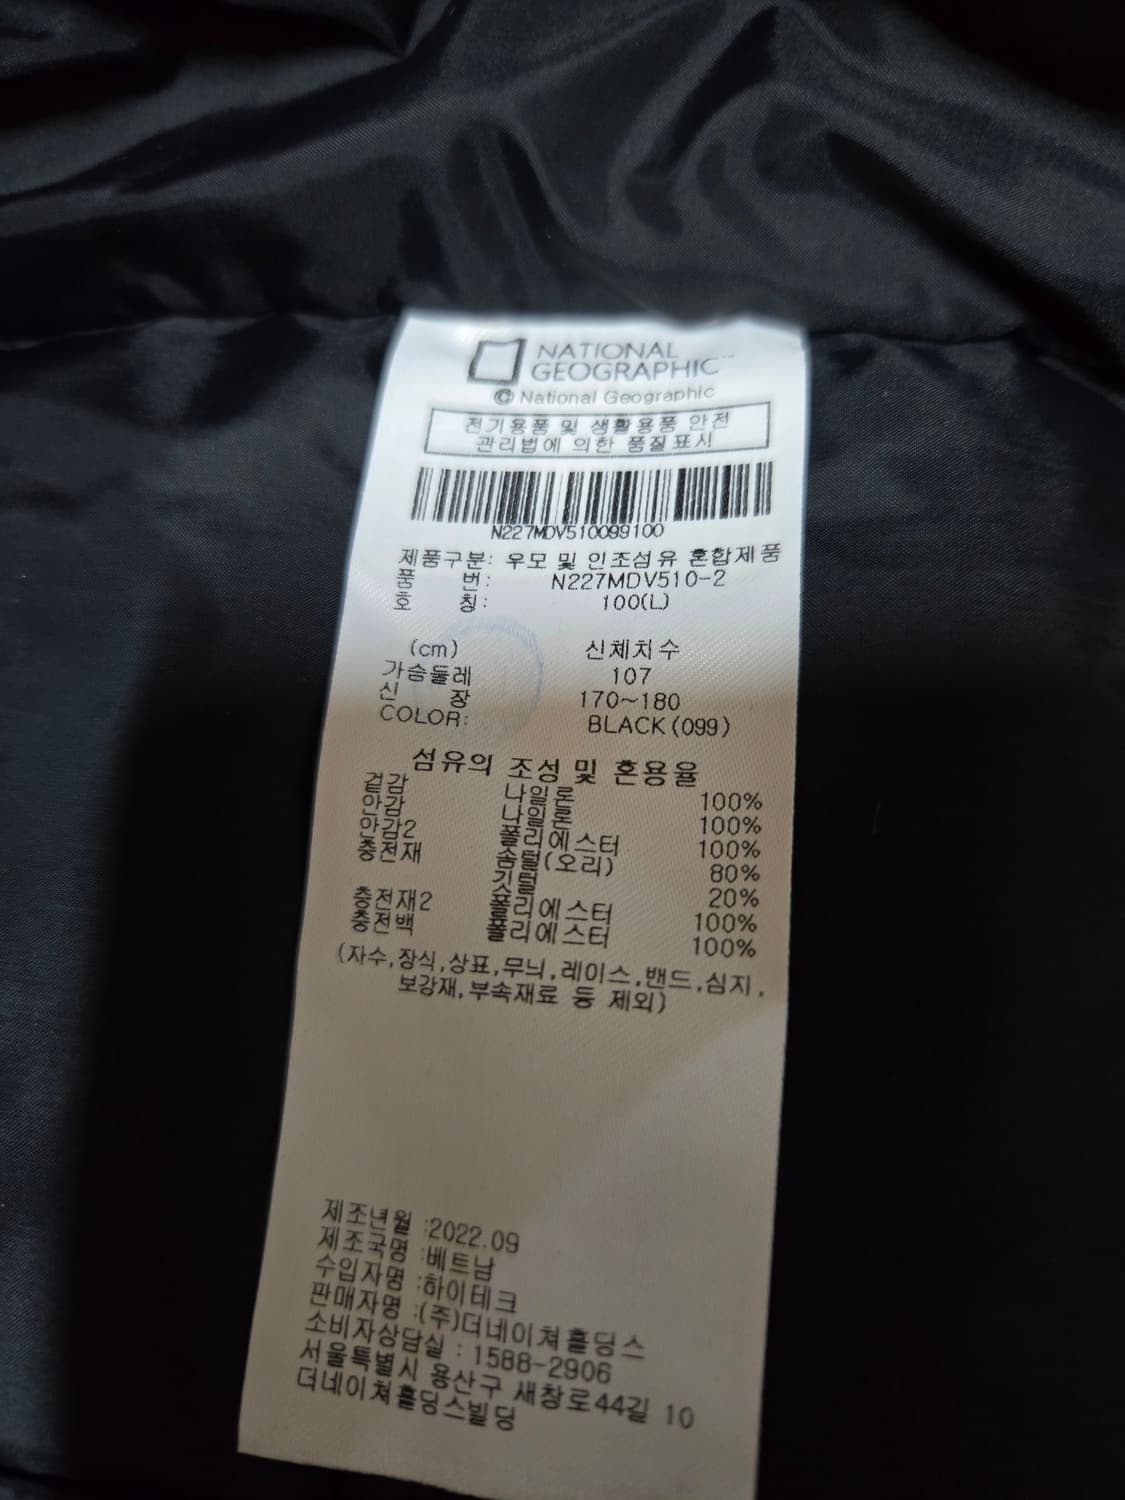 NATIONAL
GEOGRAPHIC™
© National Geographic
전기용품 및 생활용품 안전
관리법에 의한 품질표시
N227MDV510099100
제품구분: 우모 및 인조섬유 혼합제품
품 번: N227MDV510-2
호 칭: 100(L)
(cm) 신체치수
가슴둘레 107
신 장 170~180
COLOR: BLACK(099)
섬유의 조성 및 혼용율
겉감 나일론 100%
안감 나일론 100%
안감2 폴리에스터 100%
충전재 솜털(오리) 80%
깃털 20%
충전재2 폴리에스터 100%
충전백 폴리에스터 100%
(자수,장식,상표,무늬,레이스,밴드,심지,
보강재,부속재료 등 제외)
제조년월 :2022.09
제조국명 :베트남
수입자명 :하이테크
판매자명 :(주)더네이쳐홀딩스
소비자상담실 : 1588-2906
서울특별시 용산구 새창로44길 10
더네이쳐홀딩스빌딩